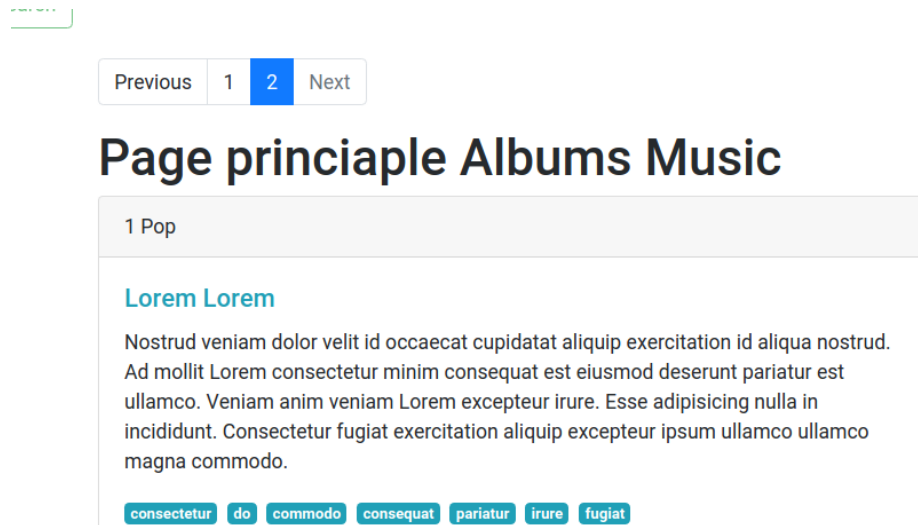 Previous 1 2 Next
Page princiaple Albums Music
1 Pop
Lorem Lorem
Nostrud veniam dolor velit id occaecat cupidatat aliquip exercitation id aliqua nostrud.
Ad mollit Lorem consectetur minim consequat est eiusmod deserunt pariatur est
ullamco. Veniam anim veniam Lorem excepteur irure. Esse adipisicing nulla in
incididunt. Consectetur fugiat exercitation aliquip excepteur ipsum ullamco ullamco
magna commodo.
consectetur do commodo consequat pariatur irure fugiat